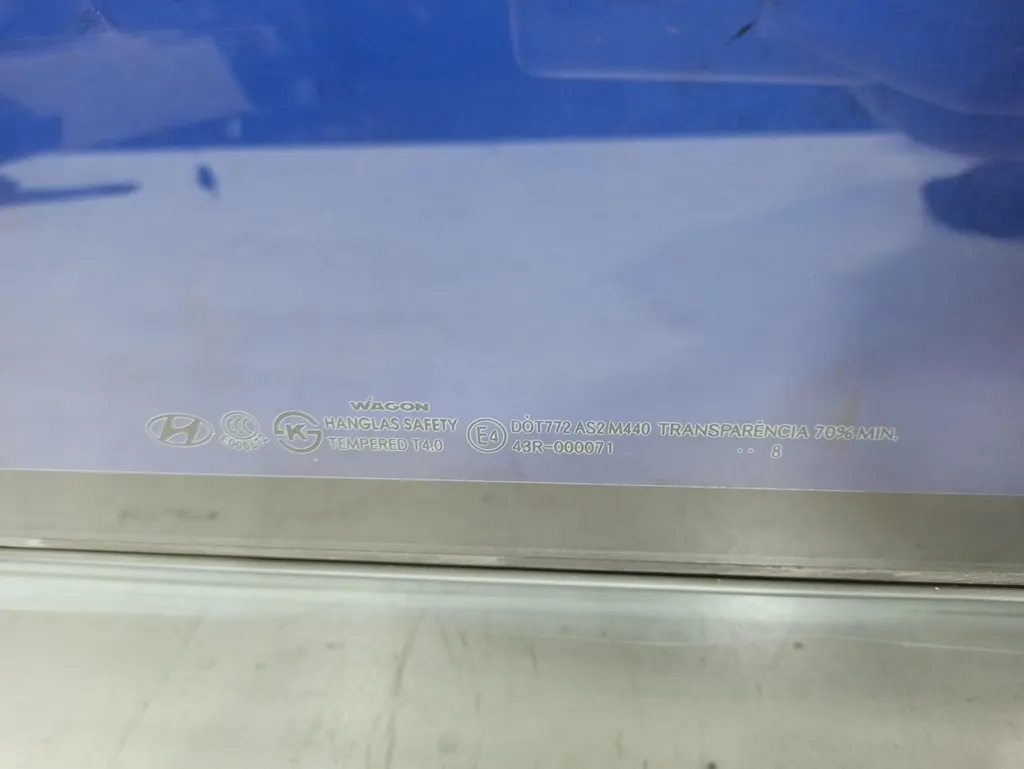 WAGON
HANGLAS SAFETY
TEMPERED T4.0
E4
DOT772 AS2 M440 TRANSPARÊNCIA 70% MIN.
43R-000071
.. 8